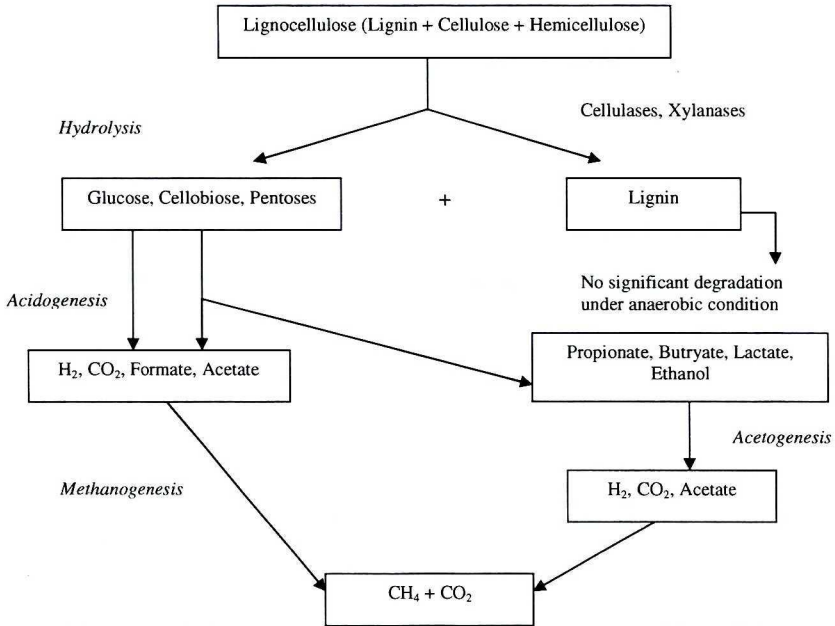 Lignocellulose (Lignin + Cellulose + Hemicellulose)
Hydrolysis
Cellulases, Xylanases
Glucose, Cellobiose, Pentoses
+
Lignin
No significant degradation
under anaerobic condition
Acidogenesis
H₂, CO₂, Formate, Acetate
Propionate, Butryate, Lactate,
Ethanol
Acetogenesis
Methanogenesis
H₂, CO₂, Acetate
CH₄ + CO₂